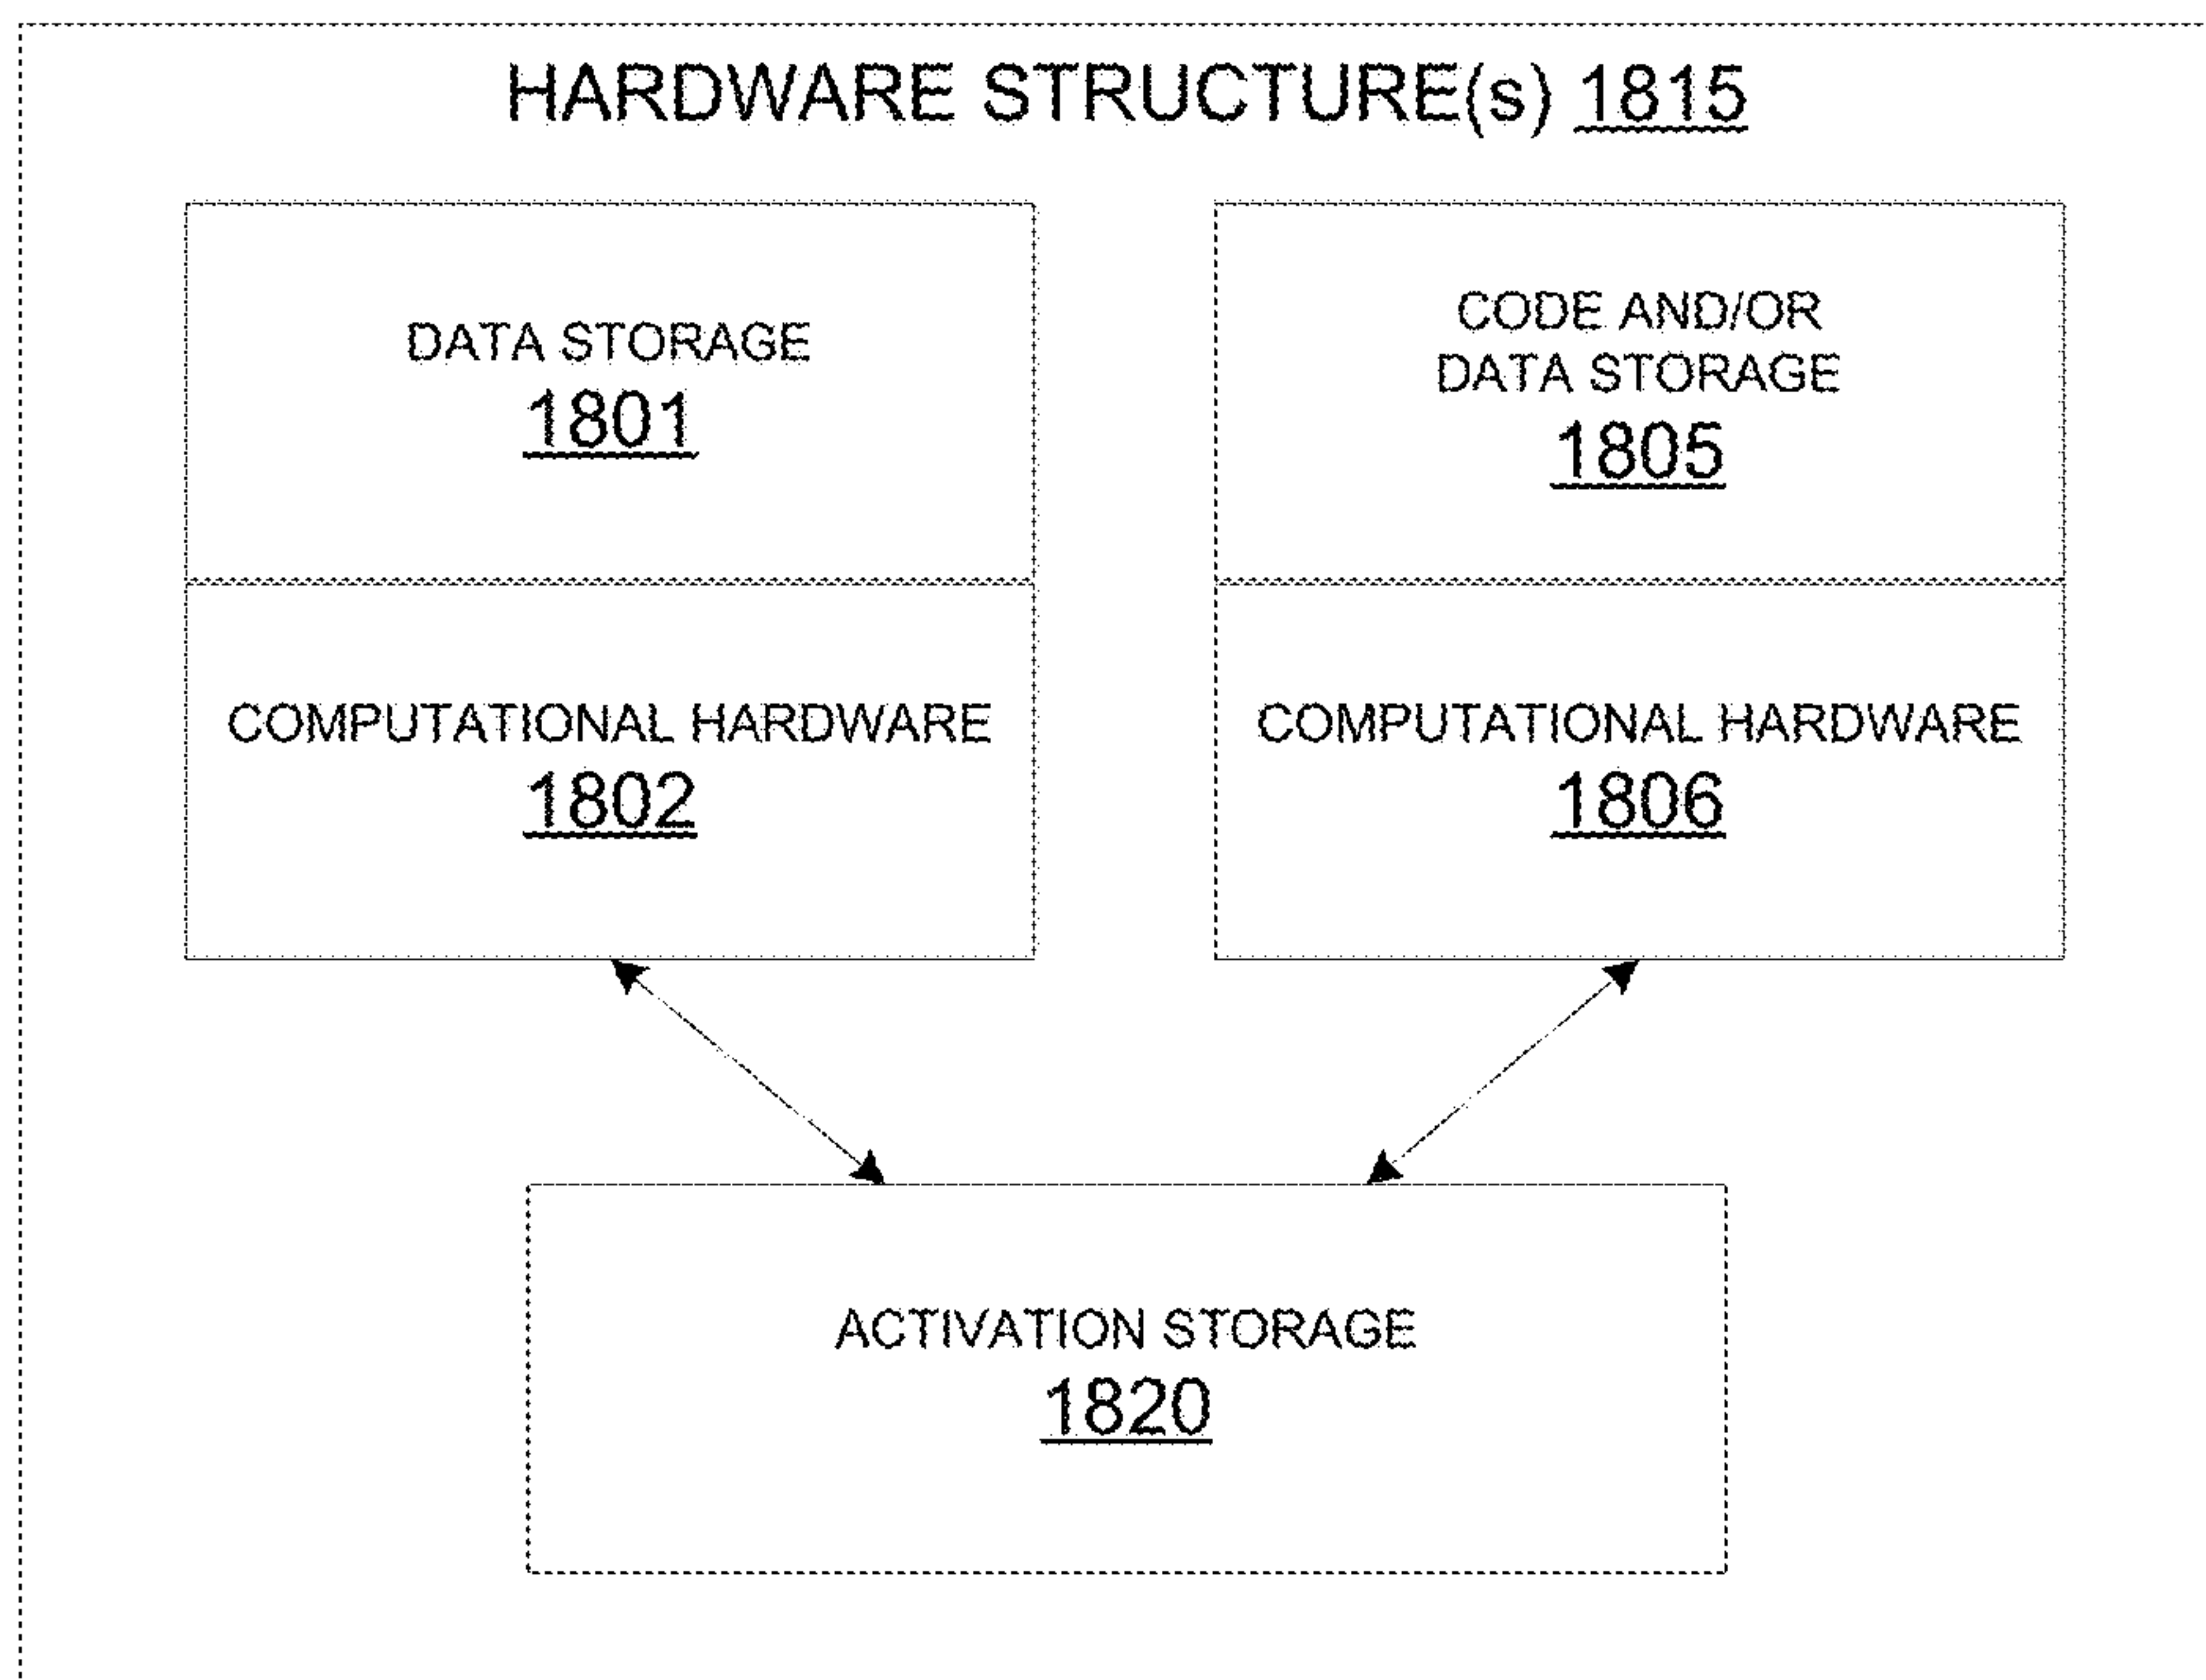 HARDWARE STRUCTURE(s) 1815
DATA STORAGE
1801
CODE AND/OR
DATA STORAGE
1805
COMPUTATIONAL HARDWARE
1802
COMPUTATIONAL HARDWARE
1806
ACTIVATION STORAGE
1820